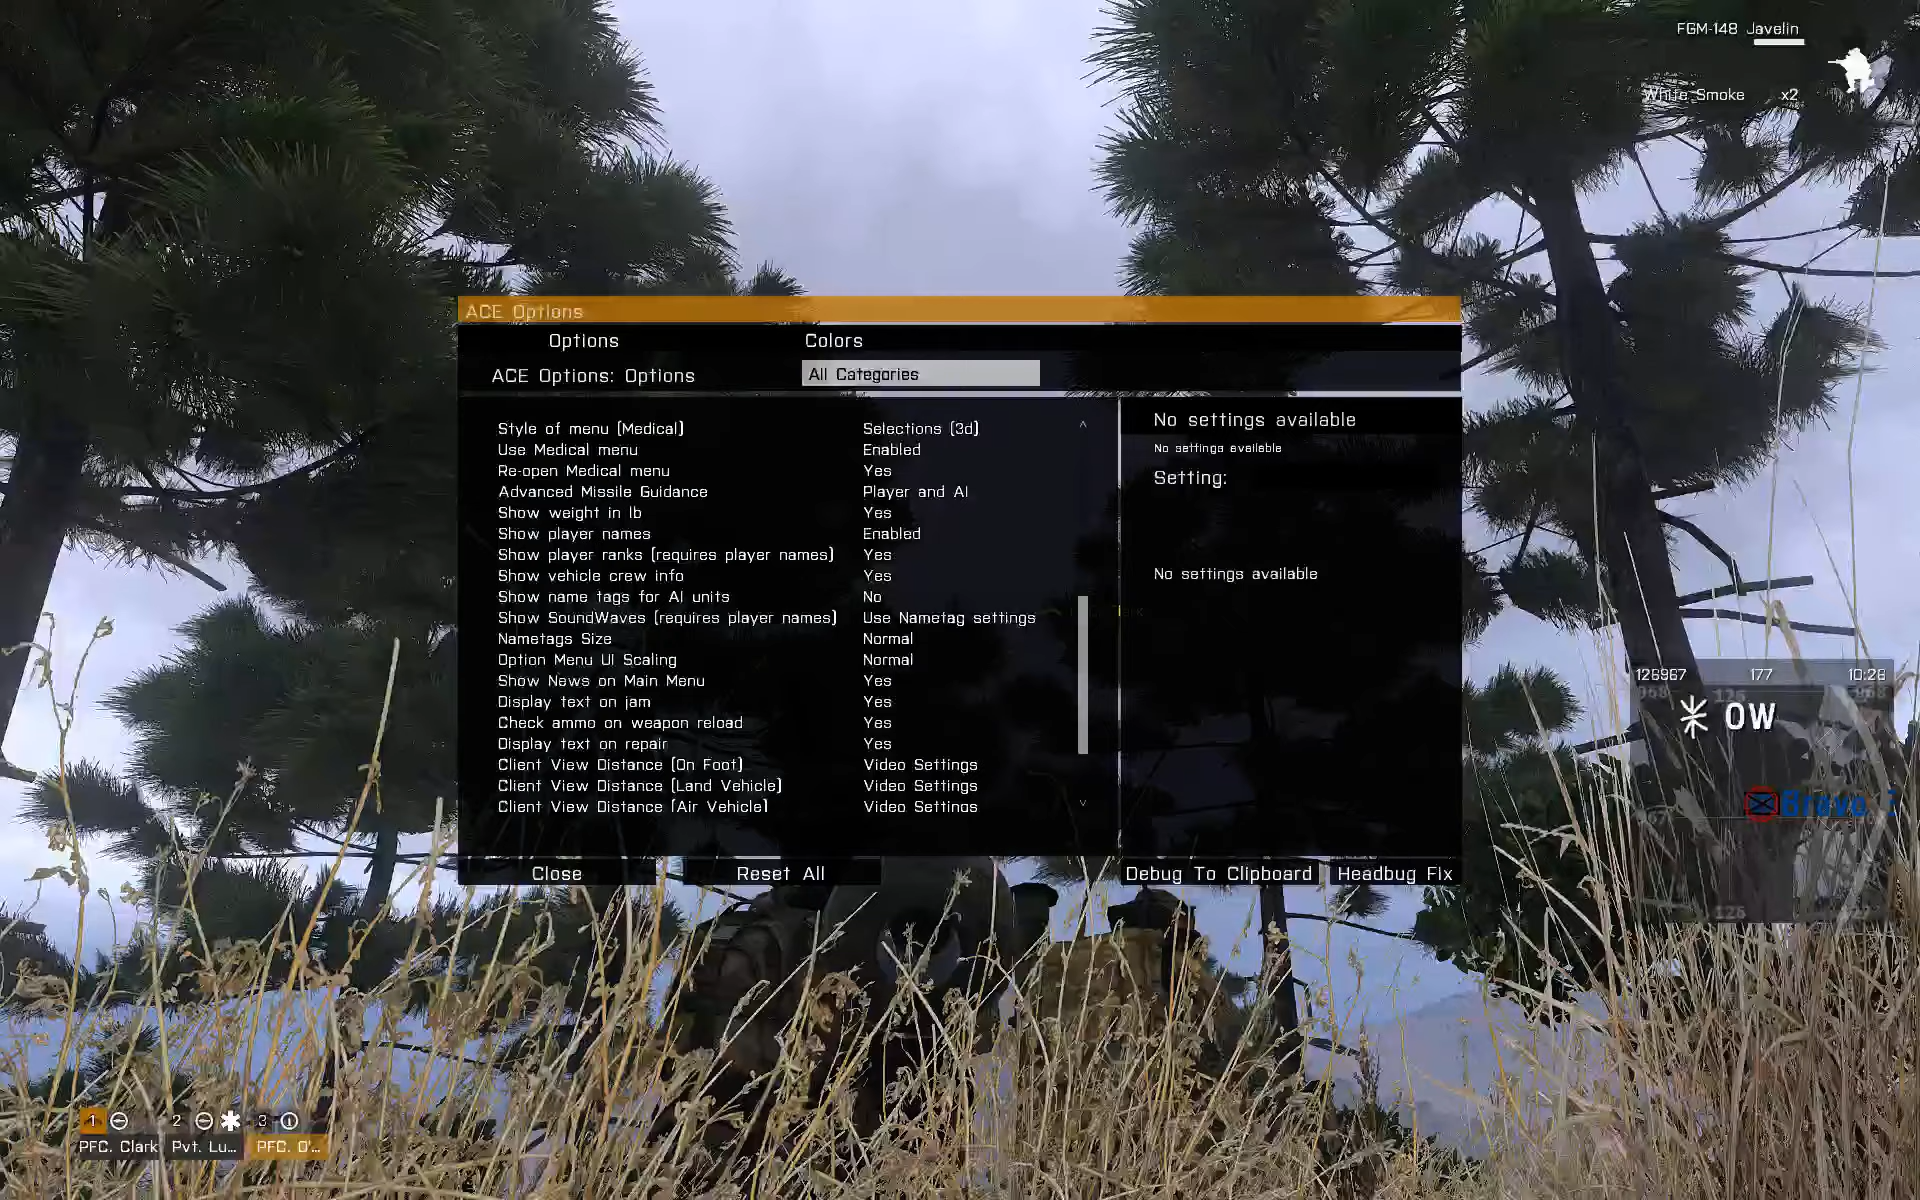 FGM-148 Javelin
White Smoke x2
ACE Options
Options Colors
ACE Options: Options All Categories
Style of menu (Medical) Selections (3d)
Use Medical menu Enabled
Re-open Medical menu Yes
Advanced Missile Guidance Player and AI
Show weight in lb Yes
Show player names Enabled
Show player ranks (requires player names) Yes
Show vehicle crew info Yes
Show name tags for AI units No
Show SoundWaves (requires player names) Use Nametag settings
Nametags Size Normal
Option Menu UI Scaling Normal
Show News on Main Menu Yes
Display text on jam Yes
Check ammo on weapon reload Yes
Display text on repair Yes
Client View Distance (On Foot) Video Settings
Client View Distance (Land Vehicle) Video Settings
Client View Distance (Air Vehicle) Video Settings
No settings available
No settings available
Setting:
No settings available
Close Reset All Debug To Clipboard Headbug Fix
126967 177 10:28
968 126 968
OW
Bravo
126
1 2 3
PFC. Clark Pvt. Lu... PFC. O'...